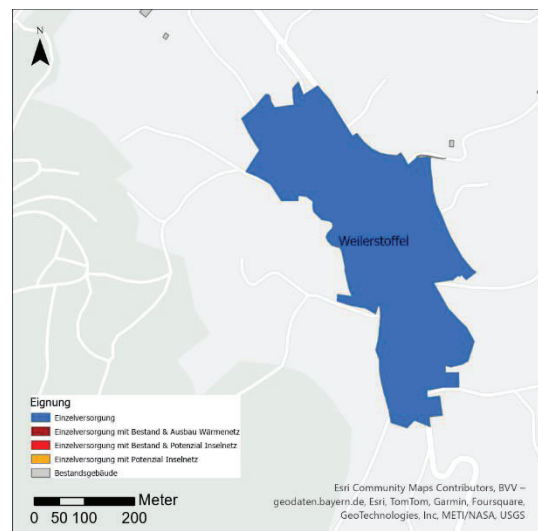 N
Weilerstoffel
Eignung
Einzelversorgung
Einzelversorgung mit Bestand & Ausbau Wärmenetz
Einzelversorgung mit Bestand & Potenzial Inselnetz
Einzelversorgung mit Potenzial Inselnetz
Bestandsgebäude
Meter
0 50 100 200
Esri Community Maps Contributors, BVV –
geodaten.bayern.de, Esri, TomTom, Garmin, Foursquare,
GeoTechnologies, Inc, METI/NASA, USGS